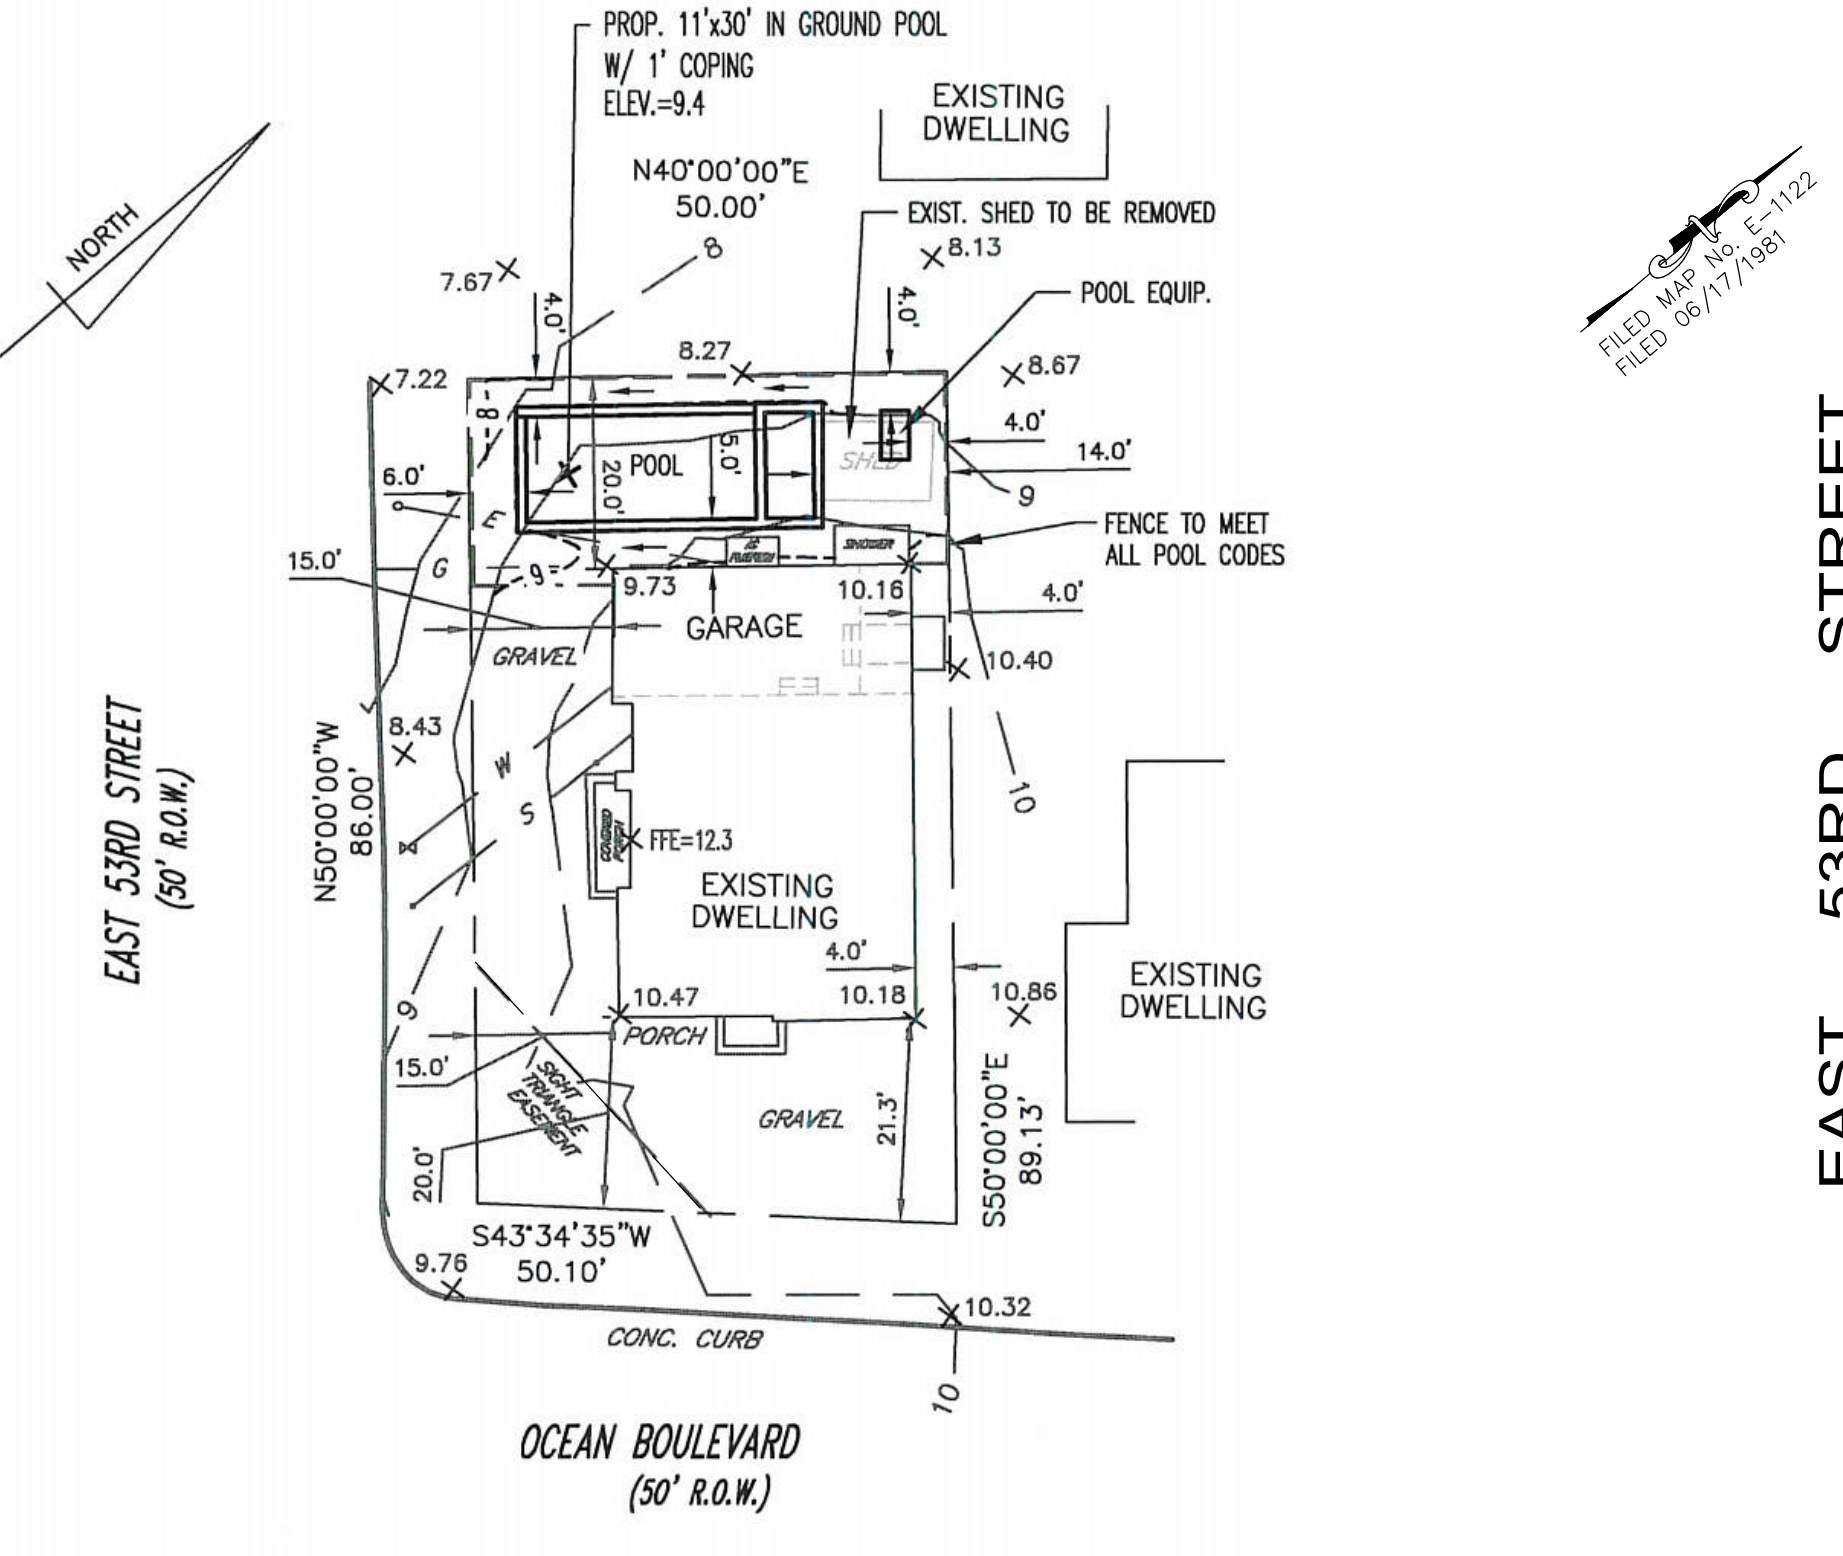 PROP. 11'x30' IN GROUND POOL
W/ 1' COPING
ELEV.=9.4
EXISTING
DWELLING
N40°00'00"E
50.00'
EXIST. SHED TO BE REMOVED
8.13
8
7.67
4.0'
4.0'
POOL EQUIP.
NORTH
FILED MAP No. E-1122
FILED 06/17/1981
8.27
8.67
7.22
8
4.0'
14.0'
5.0'
POOL
SHED
20.0'
6.0'
9
E
FENCE TO MEET
ALL POOL CODES
SHOWER
15.0'
G
9
9.73
10.16
4.0'
GARAGE
GRAVEL
10.40
EAST 53RD STREET
(50' R.O.W.)
N50°00'00"W
86.00'
8.43
W
S
10
COVERED
PORCH
FFE=12.3
EXISTING
DWELLING
4.0'
EXISTING
DWELLING
9
10.47
10.18
10.86
PORCH
15.0'
SIGHT
TRIANGLE
EASEMENT
GRAVEL
21.3'
20.0'
S50°00'00"E
89.13'
S43°34'35"W
50.10'
9.76
10.32
CONC. CURB
10
OCEAN BOULEVARD
(50' R.O.W.)
EAST 53RD STREET